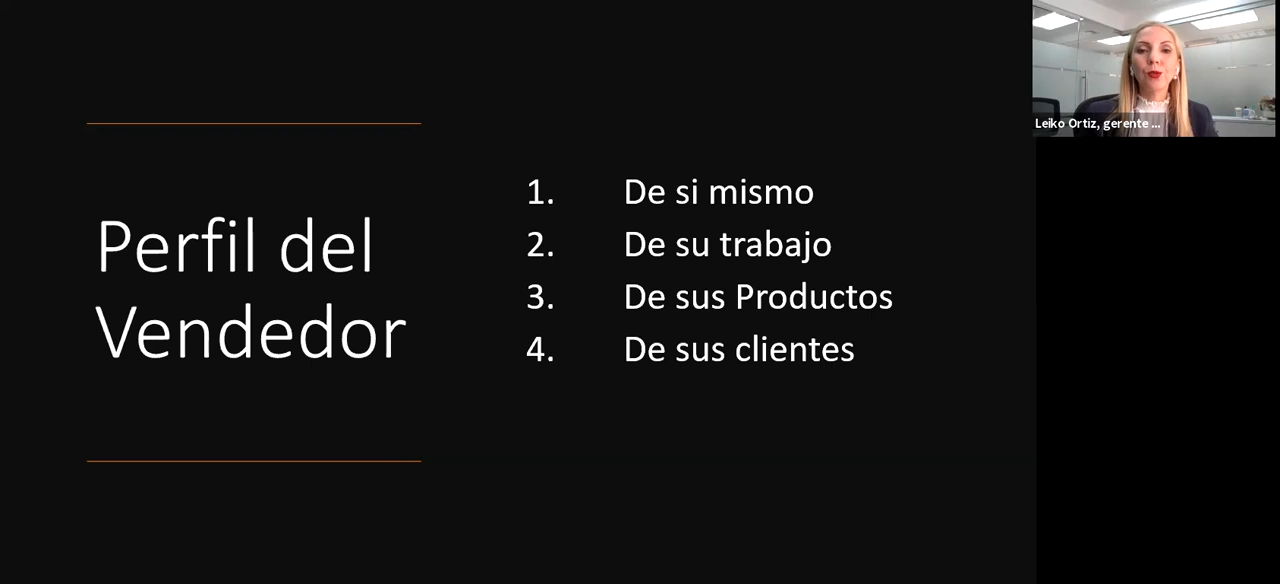 Perfil del
Vendedor
1. De si mismo
2. De su trabajo
3. De sus Productos
4. De sus clientes
Leiko Ortiz, gerente ...